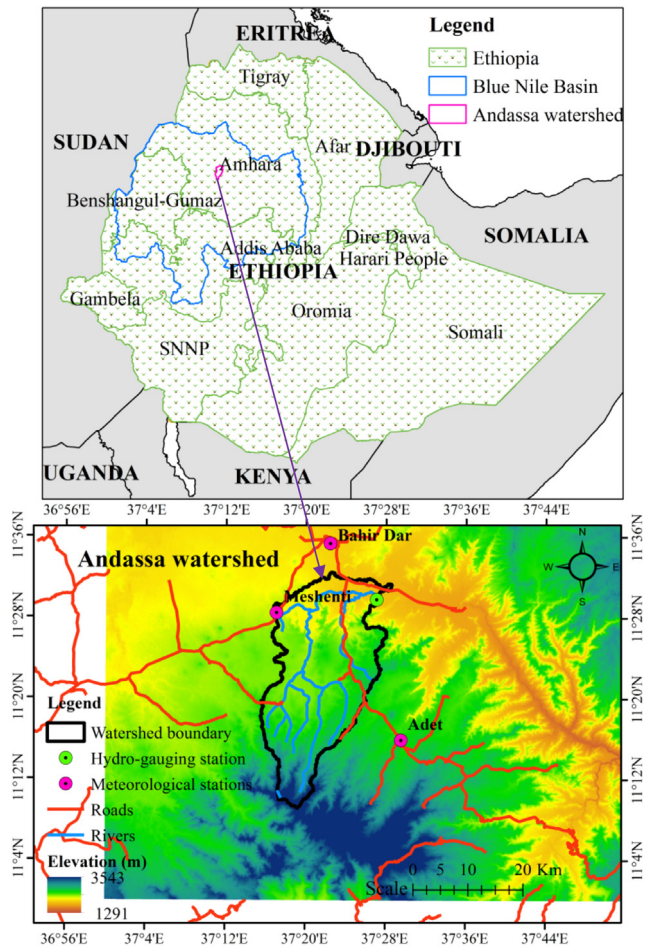 ERITREA
Legend
Ethiopia
Blue Nile Basin
Andassa watershed
Tigray
SUDAN
Afar
DJIBOUTI
Amhara
Benshangul-Gumaz
Dire Dawa
Harari People
SOMALIA
Addis Ababa
ETHIOPIA
Gambela
Oromia
SNNP
Somali
UGANDA
KENYA
36°56'E 37°4'E 37°12'E 37°20'E 37°28'E 37°36'E 37°44'E
11°36'N
11°28'N
11°20'N
11°12'N
11°4'N
Andassa watershed
Bahir Dar
N
W E
S
Meshenti
Adet
Legend
Watershed boundary
Hydro-gauging station
Meteorological stations
Roads
Rivers
Elevation (m)
3543
1291
0 5 10 20 Km
Scale
11°36'N
11°28'N
11°20'N
11°12'N
11°4'N
36°56'E 37°4'E 37°12'E 37°20'E 37°28'E 37°36'E 37°44'E